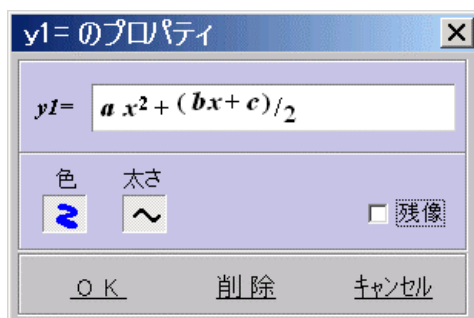 y1= のプロパティ
y1= a x² + (bx + c)/2
色 太さ
残像
OK 削除 キャンセル